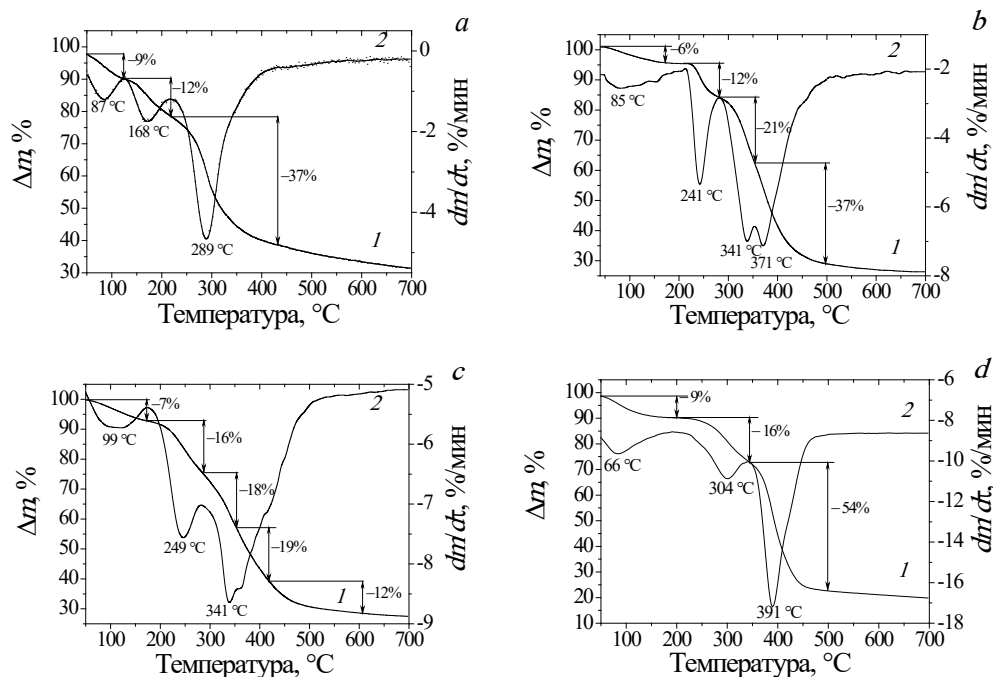 a
2
1
–9%
–12%
–37%
87 °C
168 °C
289 °C
100
90
80
70
60
50
40
30
Δm, %
0
-2
-4
dm/dτ, %/мин
100 200 300 400 500 600 700
Температура, °C
b
2
1
–6%
–12%
–21%
–37%
85 °C
241 °C
341 °C
371 °C
100
90
80
70
60
50
40
30
Δm, %
-2
-4
-6
-8
dm/dτ, %/мин
100 200 300 400 500 600 700
Температура, °C
c
2
1
–7%
–16%
–18%
–19%
–12%
99 °C
249 °C
341 °C
100
90
80
70
60
50
40
30
Δm, %
-5
-6
-7
-8
-9
dm/dτ, %/мин
100 200 300 400 500 600 700
Температура, °C
d
2
1
–9%
–16%
–54%
66 °C
304 °C
391 °C
100
90
80
70
60
50
40
30
20
10
Δm, %
-6
-8
-10
-12
-14
-16
-18
dm/dτ, %/мин
100 200 300 400 500 600 700
Температура, °C